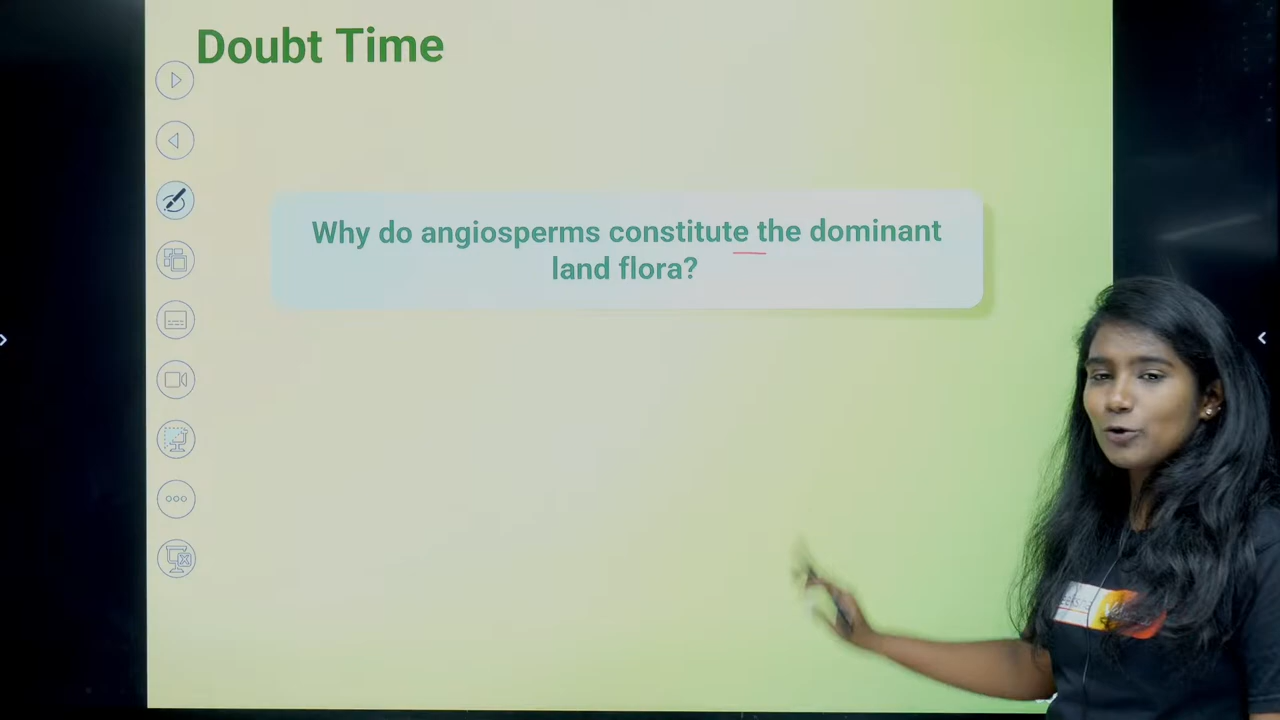 Doubt Time
Why do angiosperms constitute the dominant
land flora?